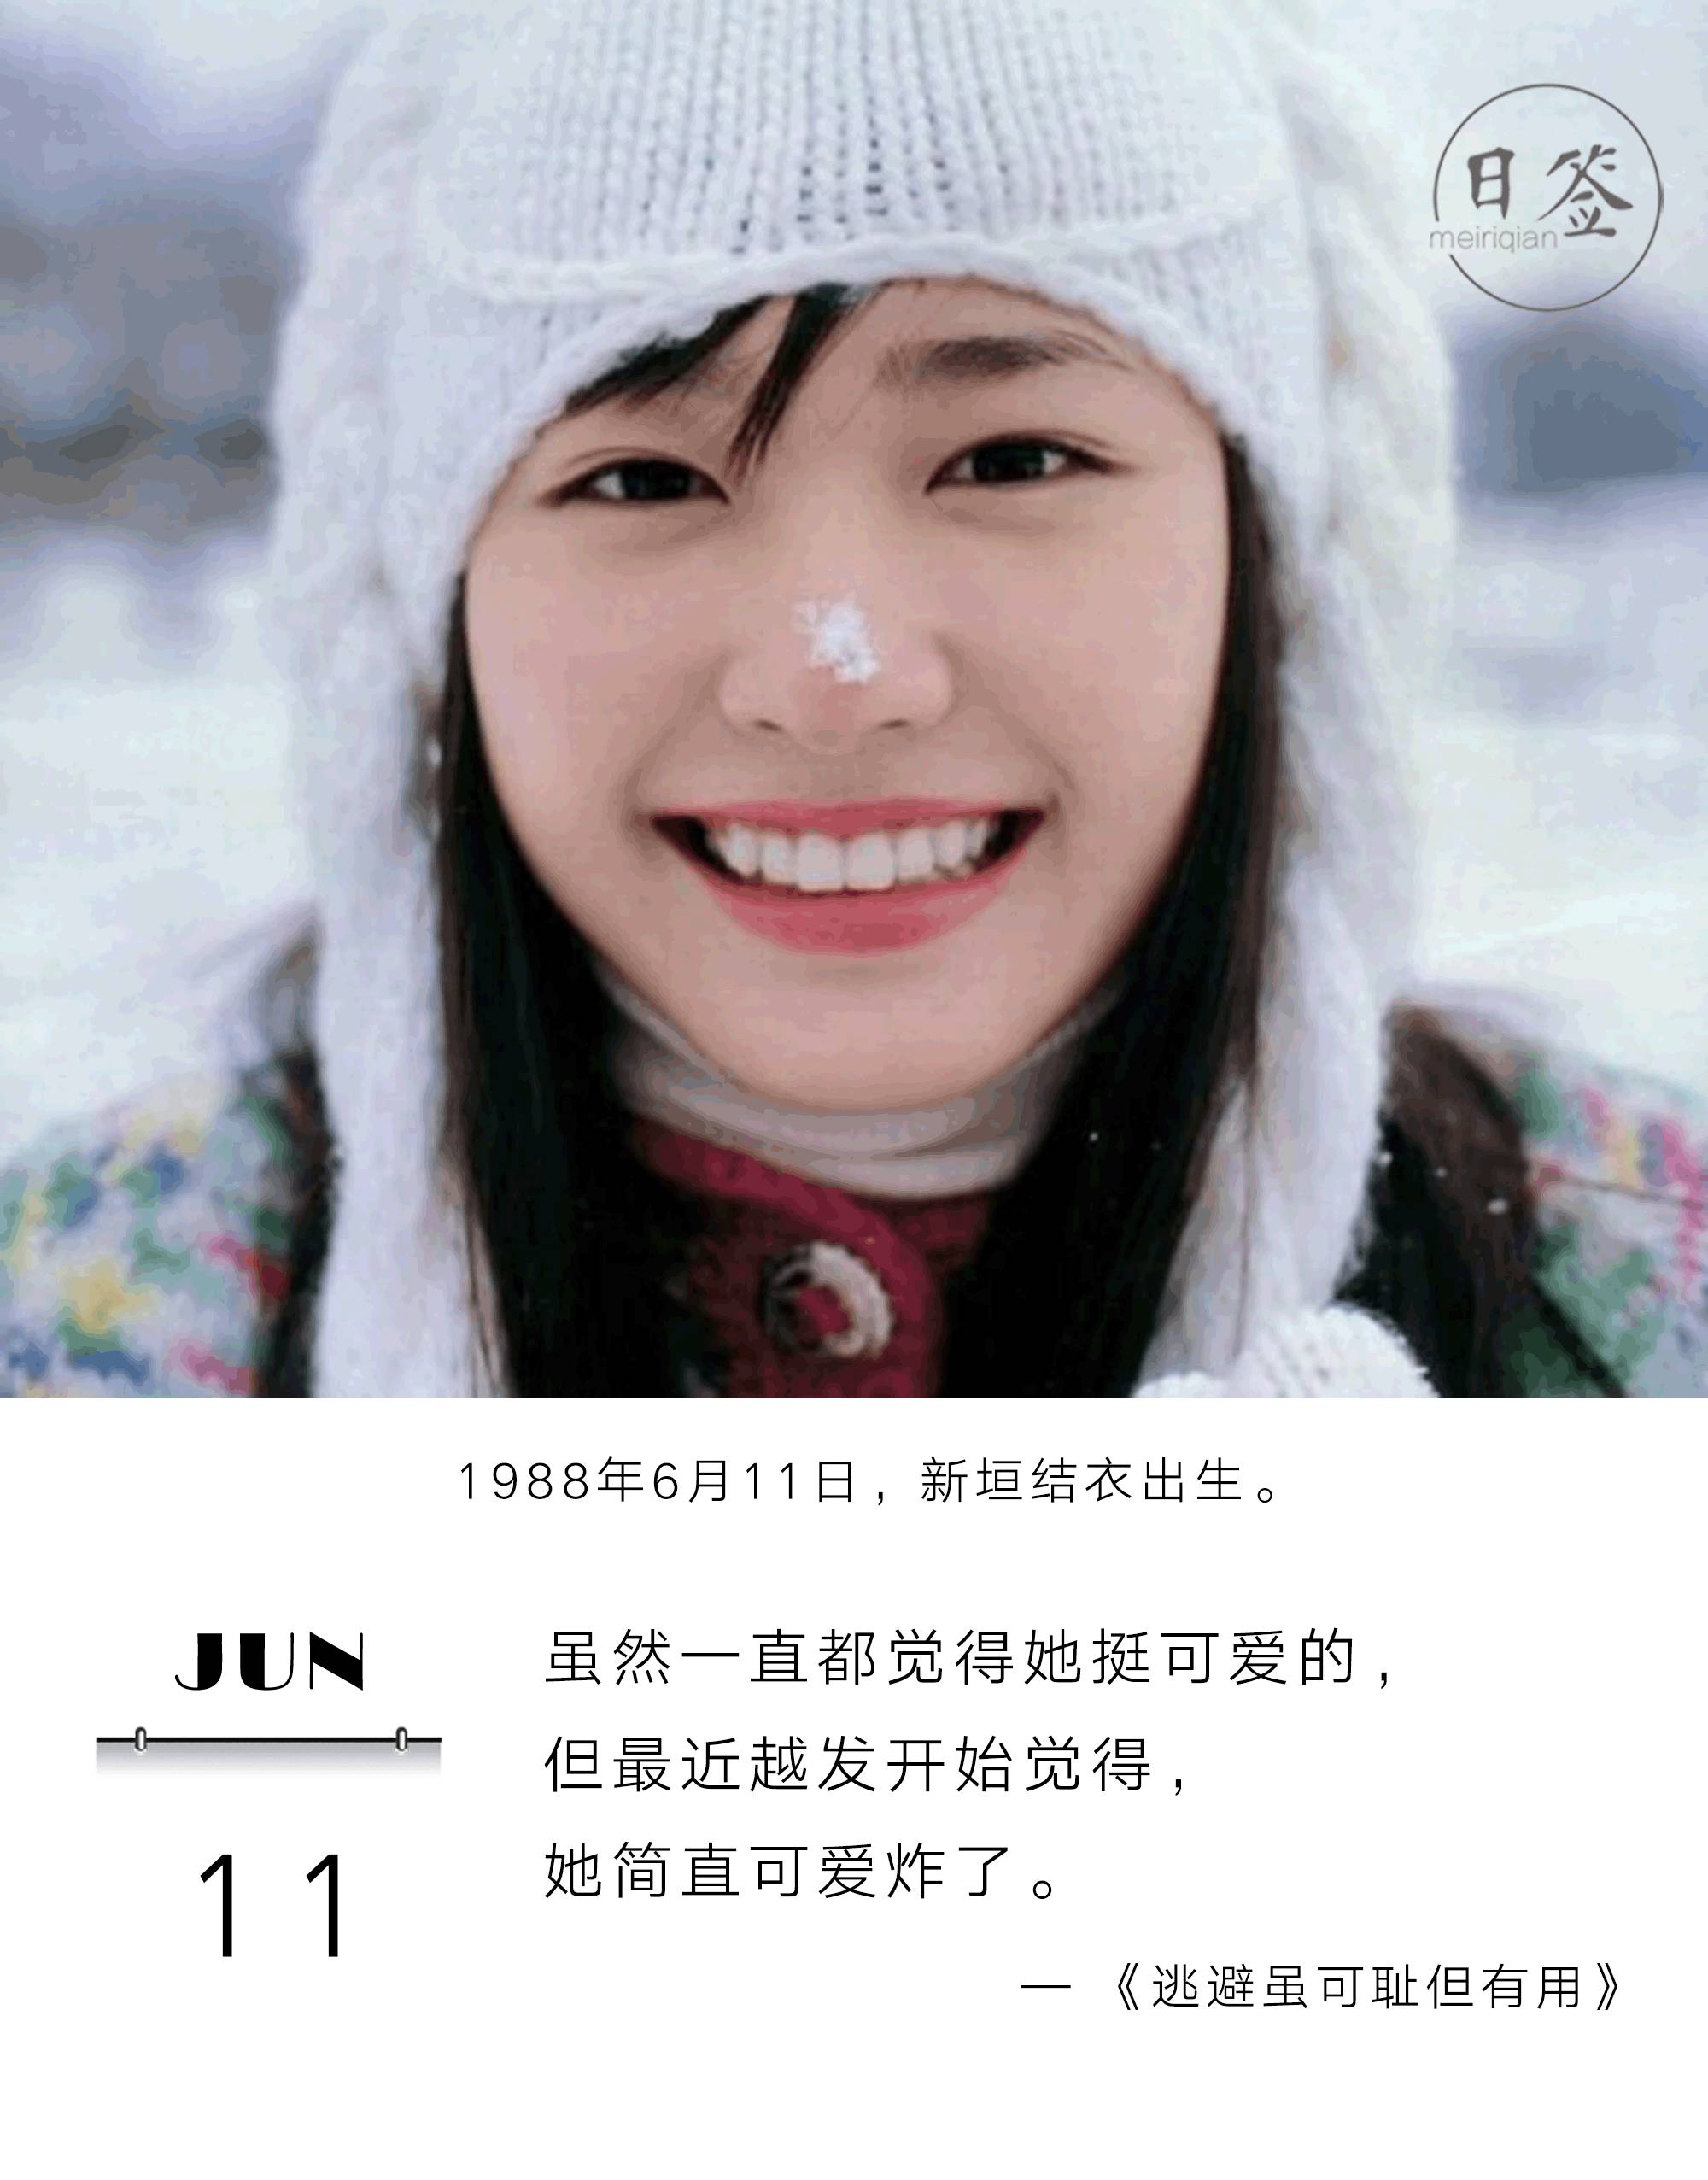 日签
meiriqian
1988年6月11日，新垣结衣出生。
JUN
11
虽然一直都觉得她挺可爱的，
但最近越发开始觉得，
她简直可爱炸了。
—《逃避虽可耻但有用》